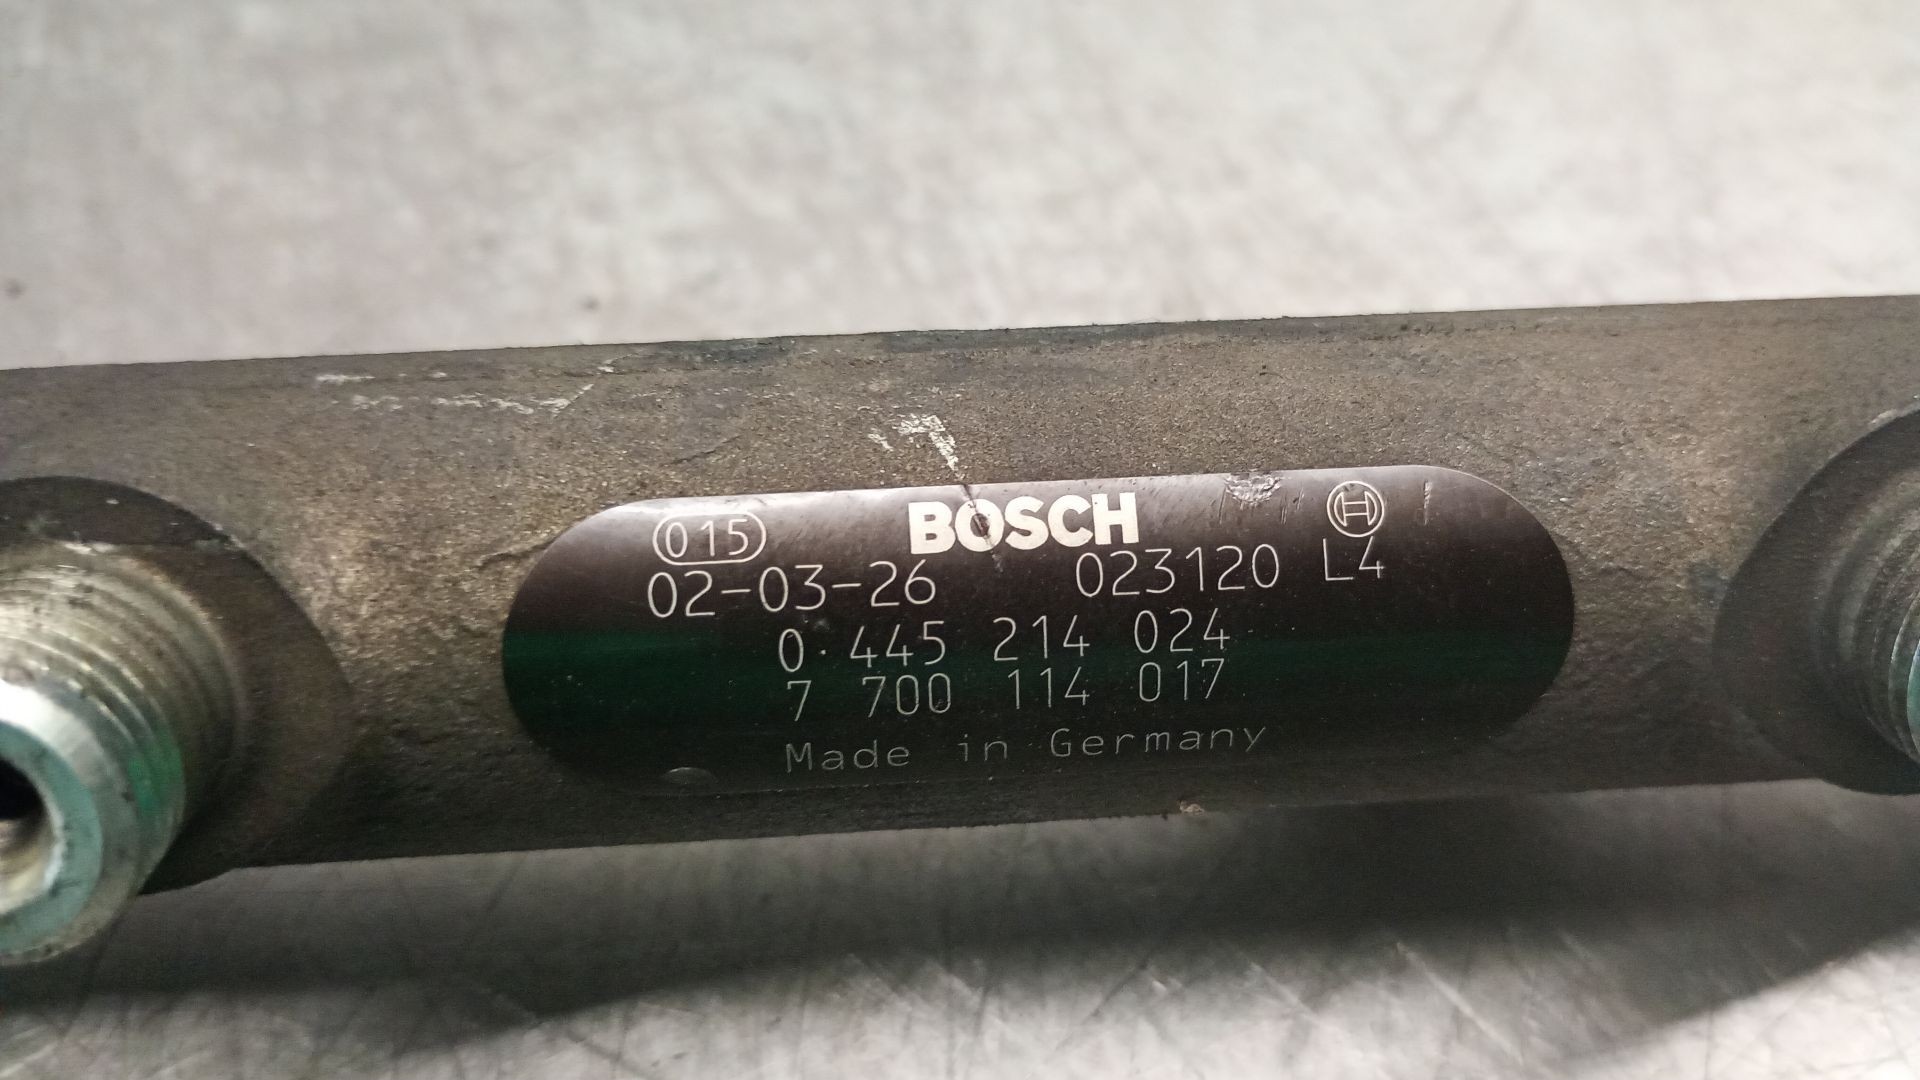 015 BOSCH
02-03-26 023120 L4
0 445 214 024
7 700 114 017
Made in Germany